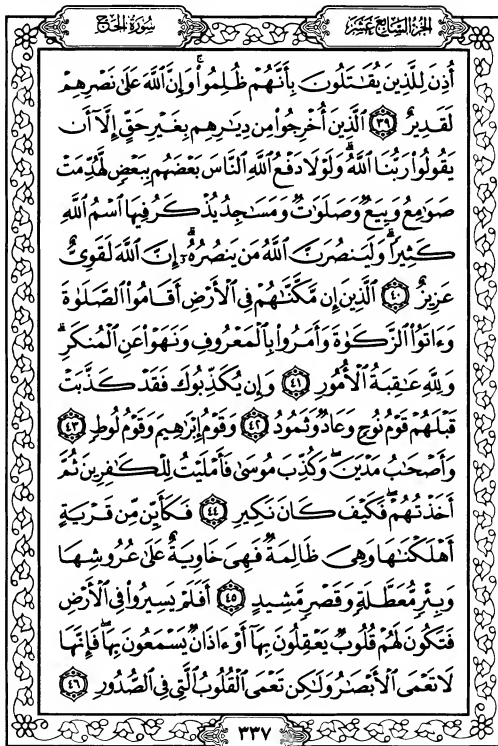 الجزء السابع عشر
سورة الحج
أُذِنَ لِلَّذِينَ يُقَٰتَلُونَ بِأَنَّهُمْ ظُلِمُوا۟ ۚ وَإِنَّ ٱللَّهَ عَلَىٰ نَصْرِهِمْ
لَقَدِيرٌ ٣٩ ٱلَّذِينَ أُخْرِجُوا۟ مِن دِيَٰرِهِم بِغَيْرِ حَقٍّ إِلَّآ أَن
يَقُولُوا۟ رَبُّنَا ٱللَّهُ ۗ وَلَوْلَا دَفْعُ ٱللَّهِ ٱلنَّاسَ بَعْضَهُم بِبَعْضٍ لَّهُدِّمَتْ
صَوَٰمِعُ وَبِيَعٌ وَصَلَوَٰتٌ وَمَسَٰجِدُ يُذْكَرُ فِيهَا ٱسْمُ ٱللَّهِ
كَثِيرًا ۗ وَلَيَنصُرَنَّ ٱللَّهُ مَن يَنصُرُهُۥٓ ۗ إِنَّ ٱللَّهَ لَقَوِىٌّ
عَزِيزٌ ٤٠ ٱلَّذِينَ إِن مَّكَّنَّٰهُمْ فِى ٱلْأَرْضِ أَقَامُوا۟ ٱلصَّلَوٰةَ
وَءَاتَوُا۟ ٱلزَّكَوٰةَ وَأَمَرُوا۟ بِٱلْمَعْرُوفِ وَنَهَوْا۟ عَنِ ٱلْمُنكَرِ ۗ
وَلِلَّهِ عَٰقِبَةُ ٱلْأُمُورِ ٤١ وَإِن يُكَذِّبُوكَ فَقَدْ كَذَّبَتْ
قَبْلَهُمْ قَوْمُ نُوحٍ وَعَادٌ وَثَمُودُ ٤٢ وَقَوْمُ إِبْرَٰهِيمَ وَقَوْمُ لُوطٍ ٤٣
وَأَصْحَٰبُ مَدْيَنَ ۖ وَكُذِّبَ مُوسَىٰ فَأَمْلَيْتُ لِلْكَٰفِرِينَ ثُمَّ
أَخَذْتُهُمْ ۖ فَكَيْفَ كَانَ نَكِيرِ ٤٤ فَكَأَيِّن مِّن قَرْيَةٍ
أَهْلَكْنَٰهَا وَهِىَ ظَالِمَةٌ فَهِىَ خَاوِيَةٌ عَلَىٰ عُرُوشِهَا
وَبِئْرٍ مُّعَطَّلَةٍ وَقَصْرٍ مَّشِيدٍ ٤٥ أَفَلَمْ يَسِيرُوا۟ فِى ٱلْأَرْضِ
فَتَكُونَ لَهُمْ قُلُوبٌ يَعْقِلُونَ بِهَآ أَوْ ءَاذَانٌ يَسْمَعُونَ بِهَا ۖ فَإِنَّهَا
لَا تَعْمَى ٱلْأَبْصَٰرُ وَلَٰكِن تَعْمَى ٱلْقُلُوبُ ٱلَّتِى فِى ٱلصُّدُورِ ٤٦
٣٣٧